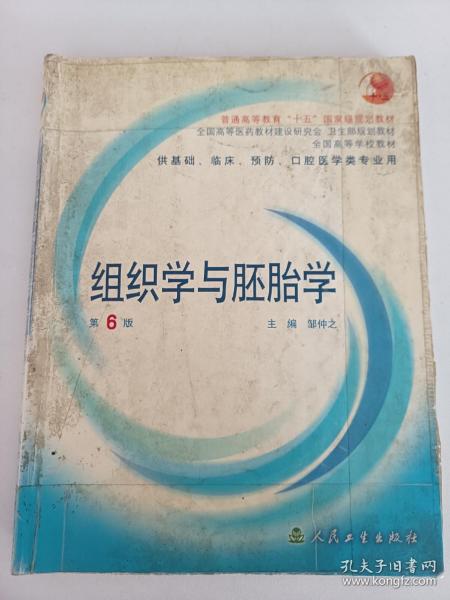 普通高等教育“十五”国家级规划教材
全国高等医药教材建设研究会 卫生部规划教材
全国高等学校教材
供基础、临床、预防、口腔医学类专业用
组织学与胚胎学
第6版
主 编 邹仲之
人民卫生出版社
孔夫子旧书网
www.kongfz.com